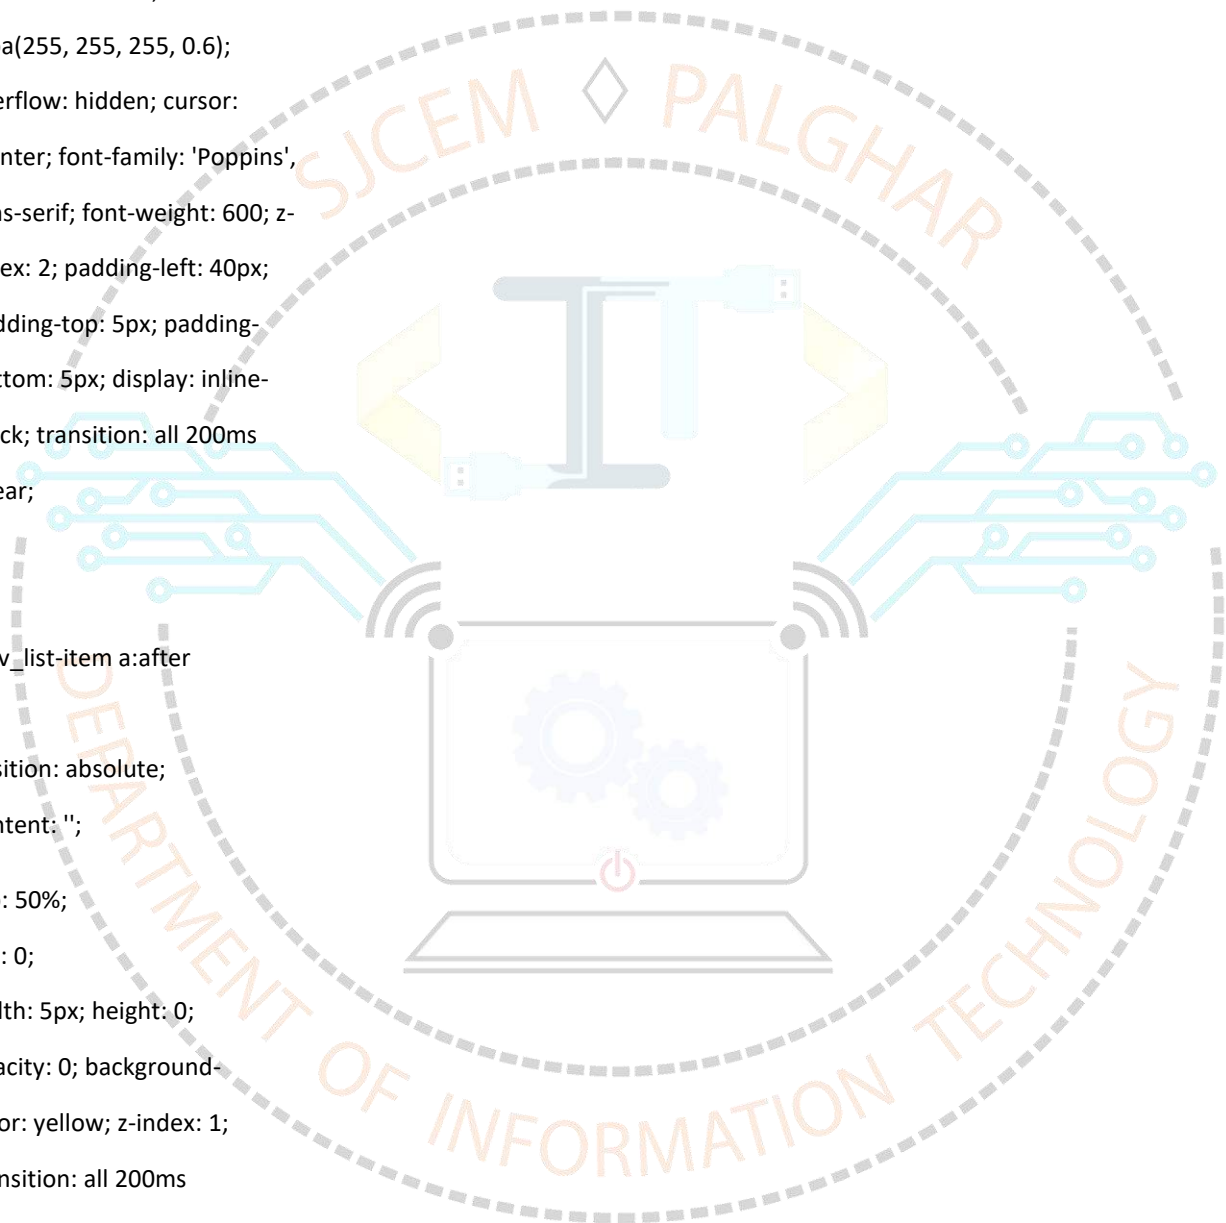 a(255, 255, 255, 0.6);
erflow: hidden; cursor:
nter; font-family: 'Poppins',
ns-serif; font-weight: 600; z-
ex: 2; padding-left: 40px;
dding-top: 5px; padding-
ttom: 5px; display: inline-
ck; transition: all 200ms
ear;
v_list-item a:after
sition: absolute;
ntent: '';
: 50%;
: 0;
dth: 5px; height: 0;
acity: 0; background-
or: yellow; z-index: 1;
nsition: all 200ms
SJCEM ◊ PALGHAR
DEPARTMENT OF INFORMATION TECHNOLOGY